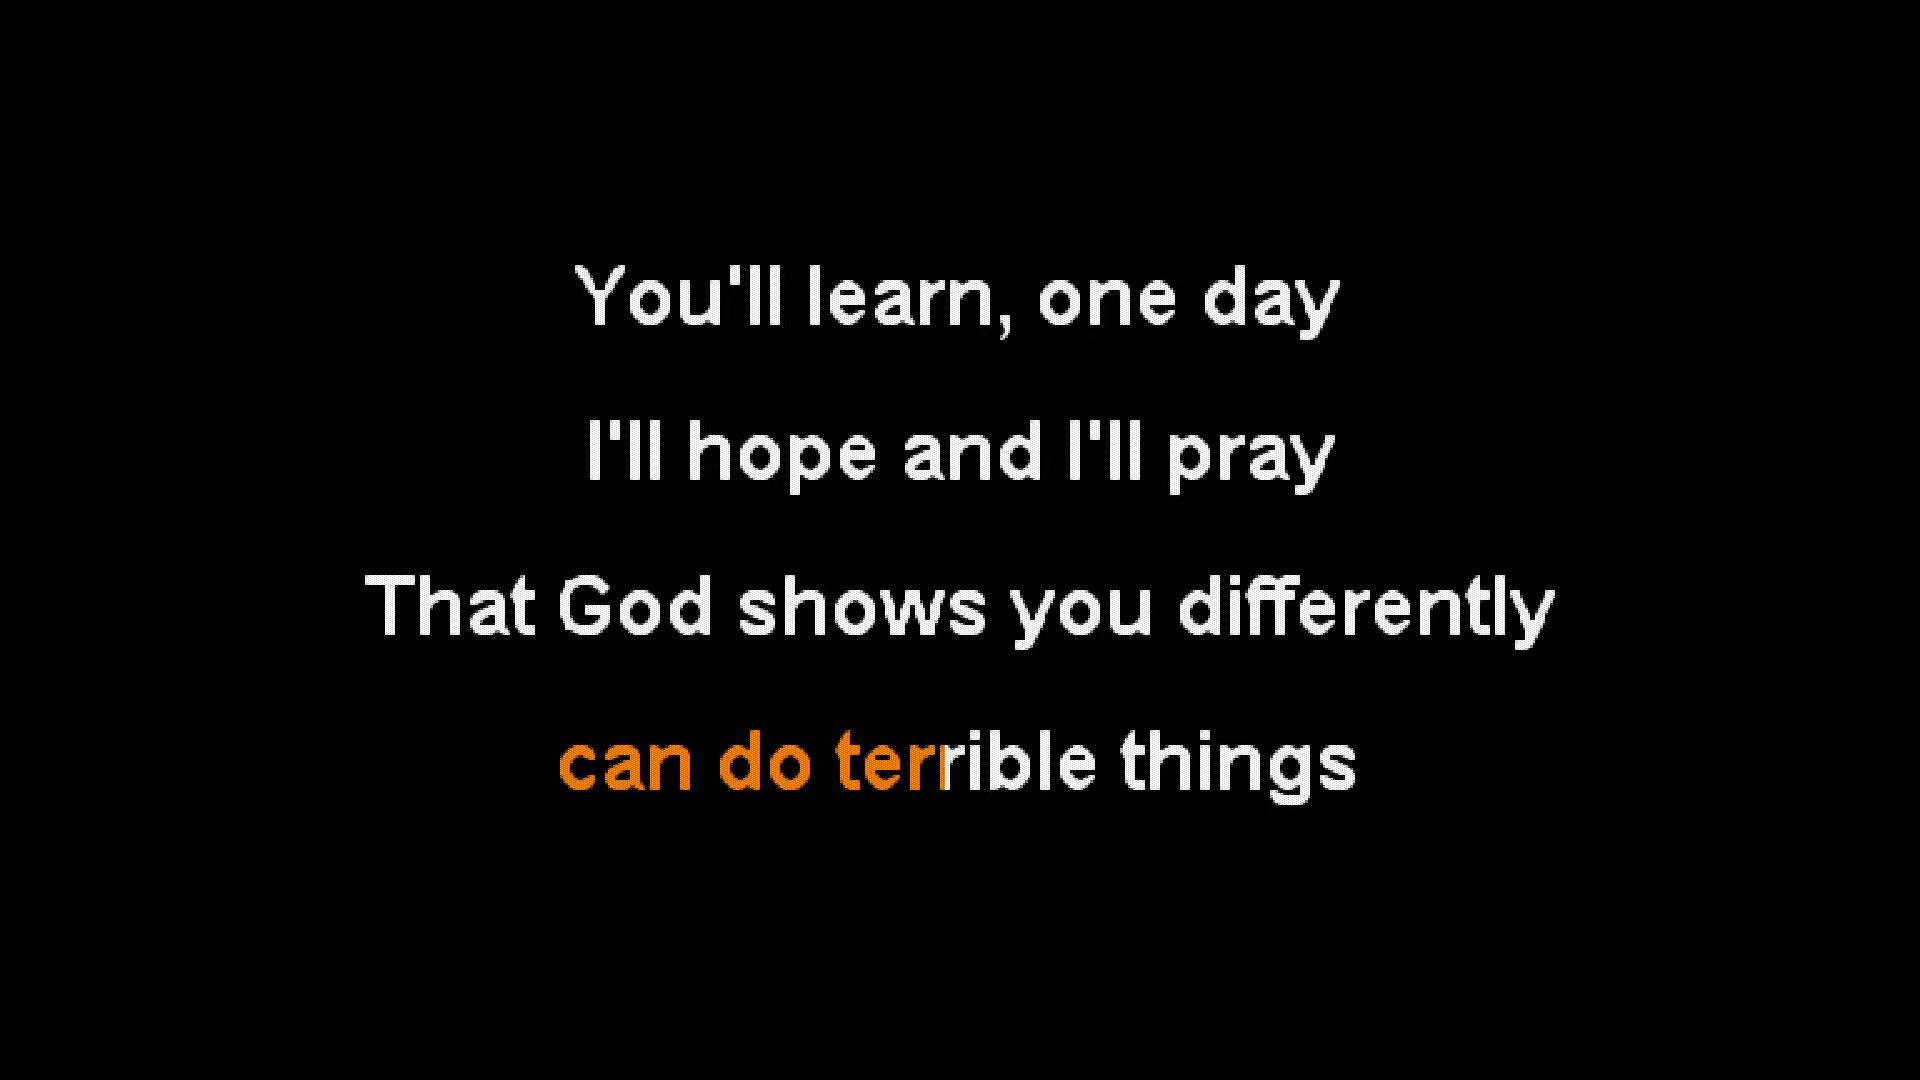 You'll learn, one day
I'll hope and I'll pray
That God shows you differently
can do terrible things